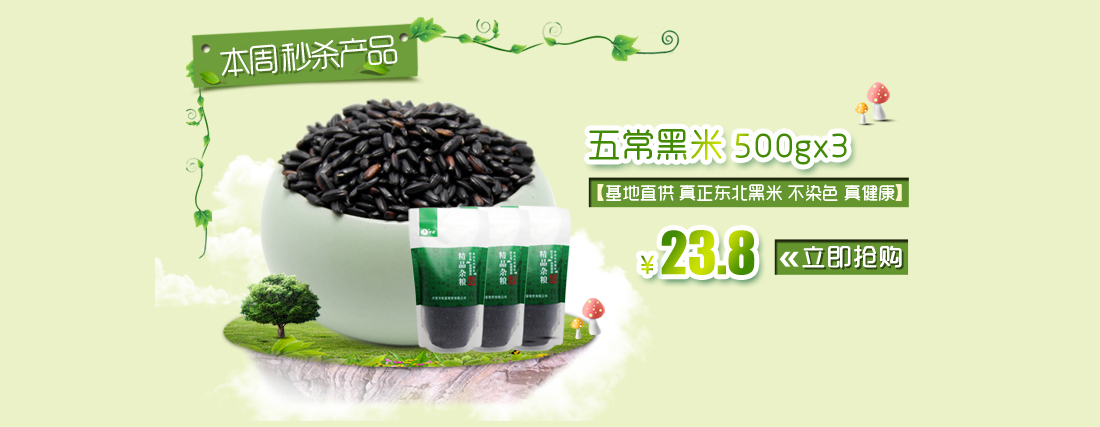 本周秒杀产品
五常黑米 500gx3
【基地直供 真正东北黑米 不染色 真健康】
¥23.8
«立即抢购
精品杂粮
精品杂粮
精品杂粮